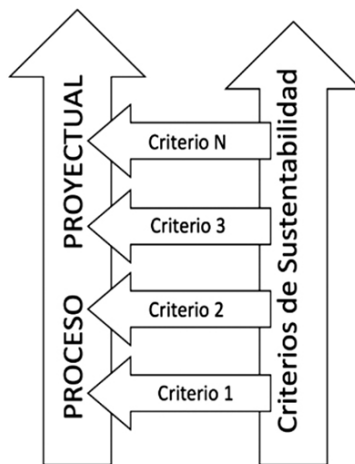 PROCESO PROYECTUAL
Criterio N
Criterio 3
Criterio 2
Criterio 1
Criterios de Sustentabilidad